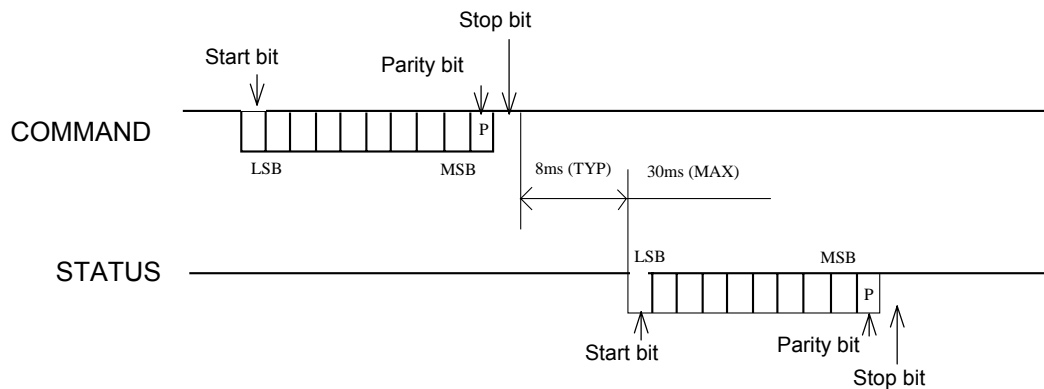 Stop bit
Start bit
Parity bit
COMMAND
P
LSB
MSB
8ms (TYP)
30ms (MAX)
STATUS
LSB
MSB
P
Start bit
Parity bit
Stop bit